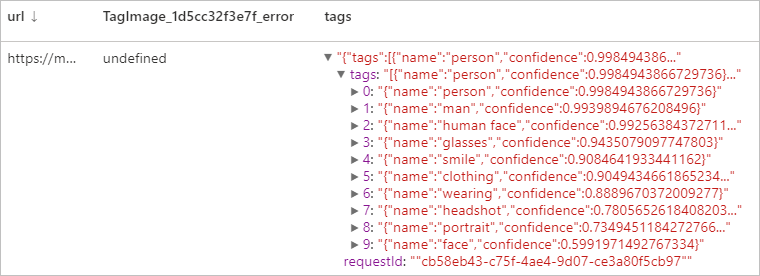 url ↓ TagImage_1d5cc32f3e7f_error tags
https://m... undefined ▼ "{"tags":[{"name":"person","confidence":0.998494386..."
▼ tags: "[{"name":"person","confidence":0.9984943866729736}..."
▶ 0: "{"name":"person","confidence":0.9984943866729736}"
▶ 1: "{"name":"man","confidence":0.9939894676208496}"
▶ 2: "{"name":"human face","confidence":0.99256384372711..."
▶ 3: "{"name":"glasses","confidence":0.9435079097747803}"
▶ 4: "{"name":"smile","confidence":0.9084641933441162}"
▶ 5: "{"name":"clothing","confidence":0.9049434661865234..."
▶ 6: "{"name":"wearing","confidence":0.8889670372009277}"
▶ 7: "{"name":"headshot","confidence":0.7805652618408203..."
▶ 8: "{"name":"portrait","confidence":0.7349451184272766..."
▶ 9: "{"name":"face","confidence":0.5991971492767334}"
requestId: ""cb58eb43-c75f-4ae4-9d07-ce3a80f5cb97""